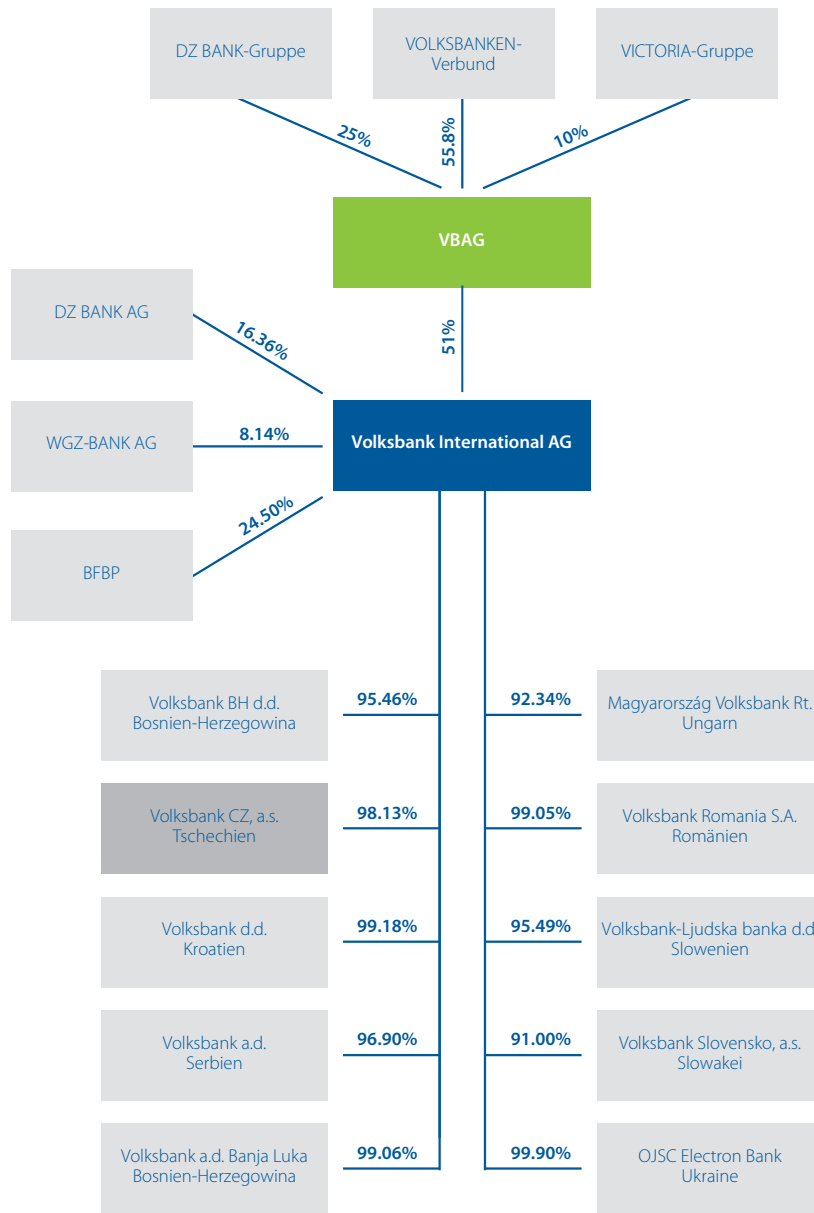 DZ BANK-Gruppe
VOLKSBANKEN-
Verbund
VICTORIA-Gruppe
25%
55.8%
10%
VBAG
DZ BANK AG
16.36%
51%
WGZ-BANK AG
8.14%
Volksbank International AG
24.50%
BFBP
Volksbank BH d.d.
Bosnien-Herzegowina
95.46%
92.34%
Magyarország Volksbank Rt.
Ungarn
Volksbank CZ, a.s.
Tschechien
98.13%
99.05%
Volksbank Romania S.A.
Romänien
Volksbank d.d.
Kroatien
99.18%
95.49%
Volksbank-Ljudska banka d.d
Slowenien
Volksbank a.d.
Serbien
96.90%
91.00%
Volksbank Slovensko, a.s.
Slowakei
Volksbank a.d. Banja Luka
Bosnien-Herzegowina
99.06%
99.90%
OJSC Electron Bank
Ukraine